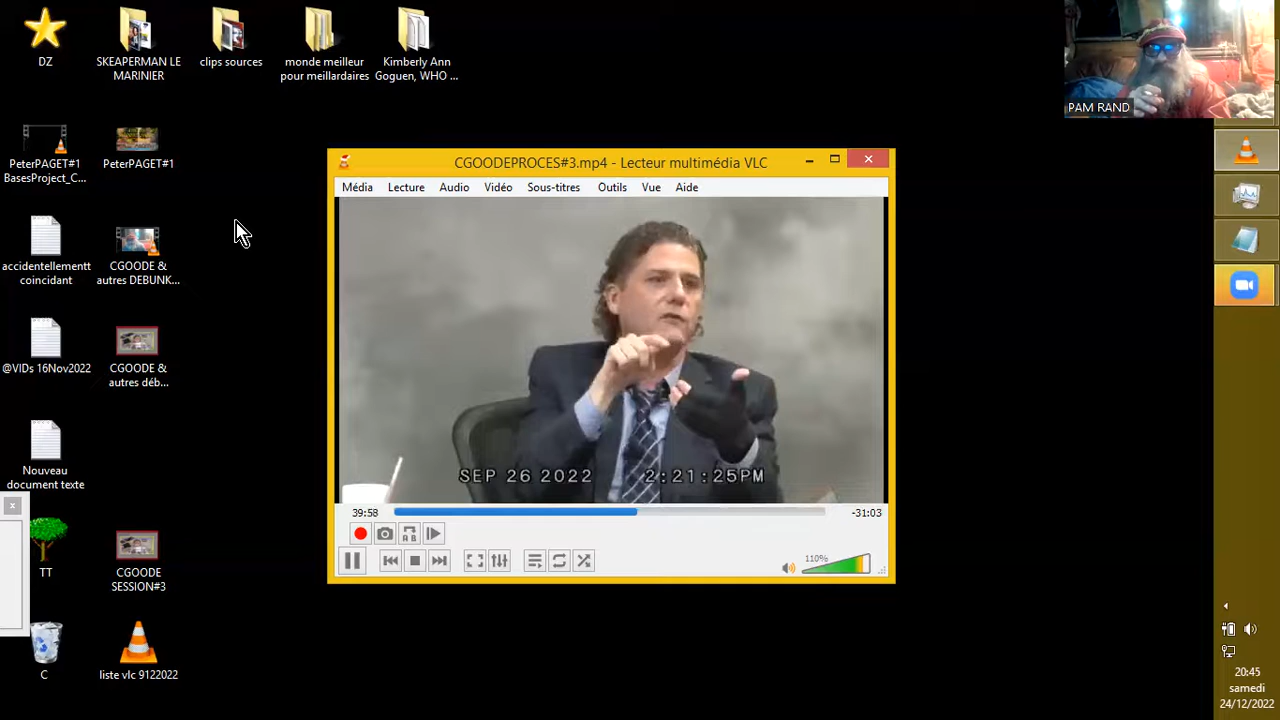 DZ
SKEAPERMAN LE
MARINIER
clips sources
monde meilleur
pour meillardaires
Kimberly Ann
Goguen, WHO ...
PAM RAND
PeterPAGET#1
BasesProject_C...
PeterPAGET#1
CGOODEPROCES#3.mp4 - Lecteur multimédia VLC
Média Lecture Audio Vidéo Sous-titres Outils Vue Aide
accidentellementt
coincidant
CGOODE &
autres DEBUNK...
@VIDs 16Nov2022
CGOODE &
autres déb...
Nouveau
document texte
SEP 26 2022 2:21:25PM
39:58
-31:03
A B
110%
x
TT
CGOODE
SESSION#3
C
liste vlc 9122022
20:45
samedi
24/12/2022